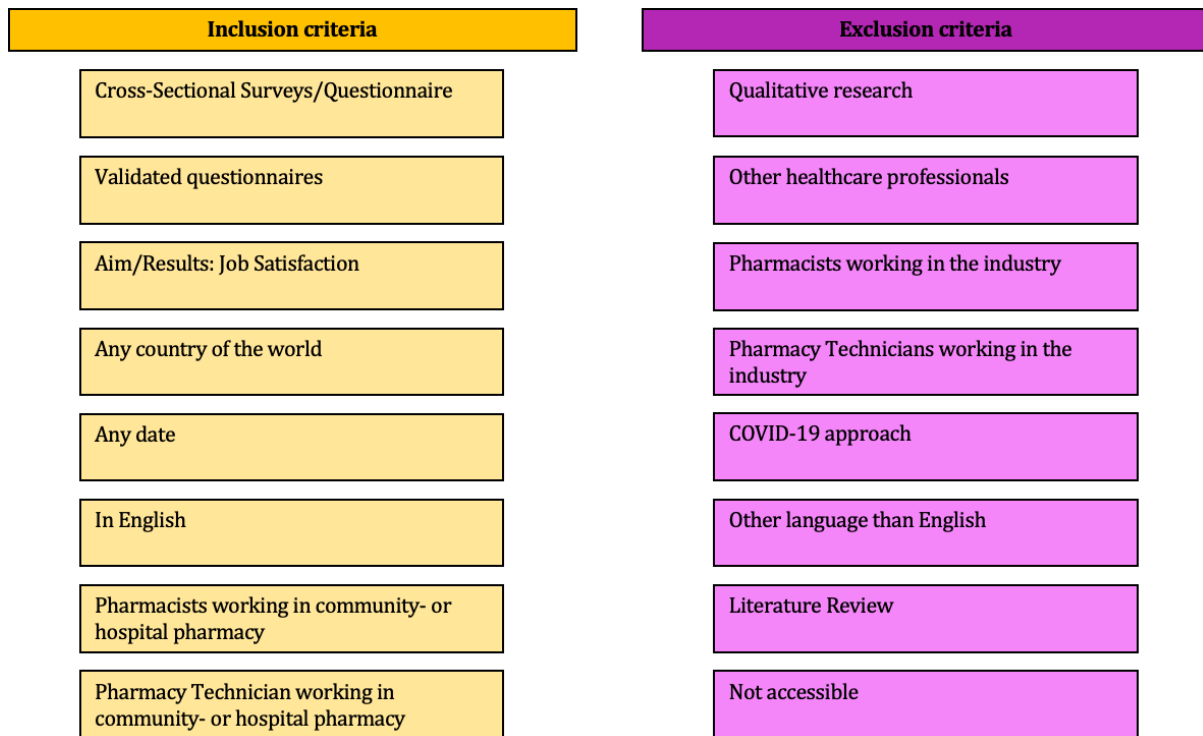 Inclusion criteria
Cross-Sectional Surveys/Questionnaire
Validated questionnaires
Aim/Results: Job Satisfaction
Any country of the world
Any date
In English
Pharmacists working in community- or
hospital pharmacy
Pharmacy Technician working in
community- or hospital pharmacy
Exclusion criteria
Qualitative research
Other healthcare professionals
Pharmacists working in the industry
Pharmacy Technicians working in the
industry
COVID-19 approach
Other language than English
Literature Review
Not accessible